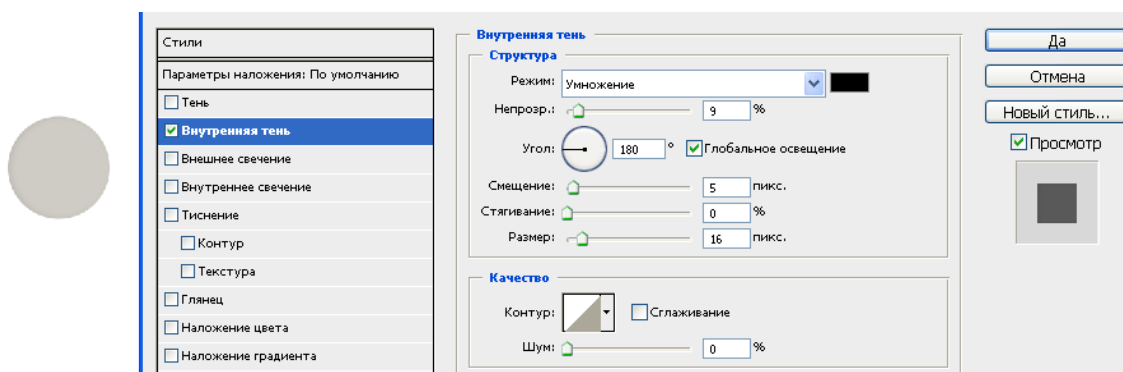 Стили
Параметры наложения: По умолчанию
Тень
Внутренняя тень
Внешнее свечение
Внутреннее свечение
Тиснение
Контур
Текстура
Глянец
Наложение цвета
Наложение градиента
Внутренняя тень
Структура
Режим: Умножение
Непрозр.: 9 %
Угол: 180 ° Глобальное освещение
Смещение: 5 пикс.
Стягивание: 0 %
Размер: 16 пикс.
Качество
Контур: Сглаживание
Шум: 0 %
Да
Отмена
Новый стиль...
Просмотр